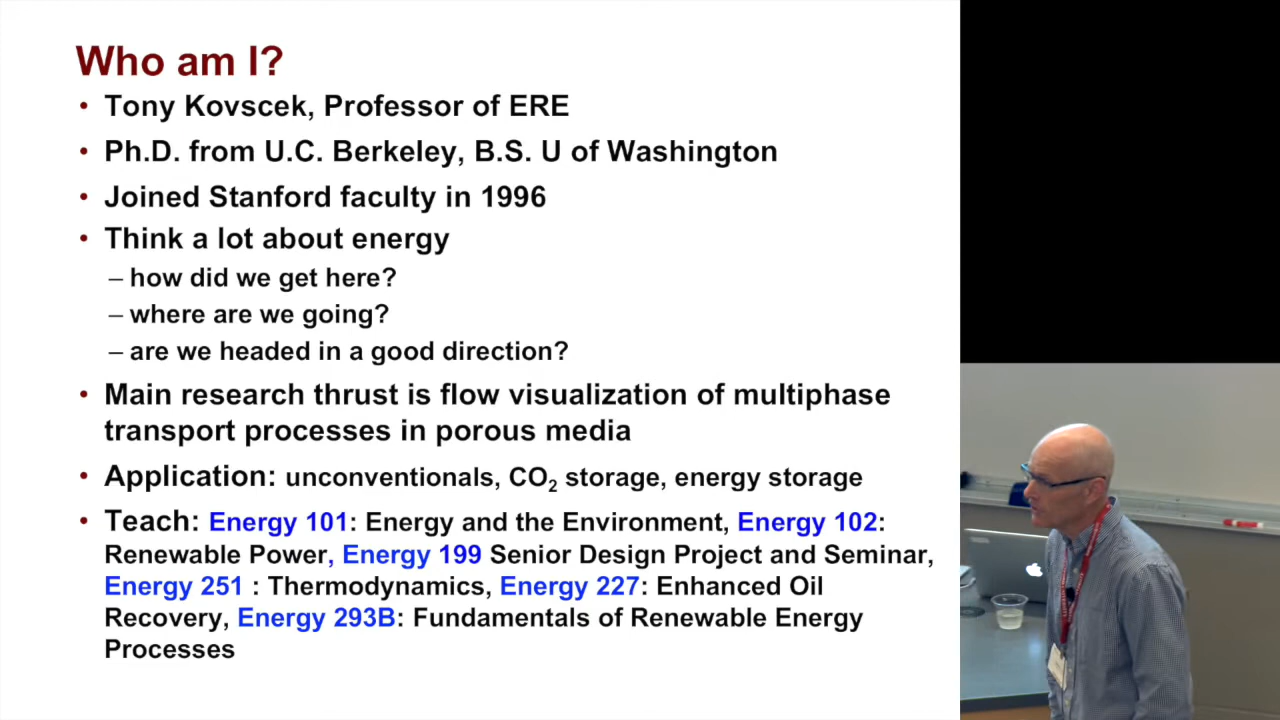 Who am I?
• Tony Kovscek, Professor of ERE
• Ph.D. from U.C. Berkeley, B.S. U of Washington
• Joined Stanford faculty in 1996
• Think a lot about energy
– how did we get here?
– where are we going?
– are we headed in a good direction?
• Main research thrust is flow visualization of multiphase
transport processes in porous media
• Application: unconventionals, CO₂ storage, energy storage
• Teach: Energy 101: Energy and the Environment, Energy 102:
Renewable Power, Energy 199 Senior Design Project and Seminar,
Energy 251 : Thermodynamics, Energy 227: Enhanced Oil
Recovery, Energy 293B: Fundamentals of Renewable Energy
Processes